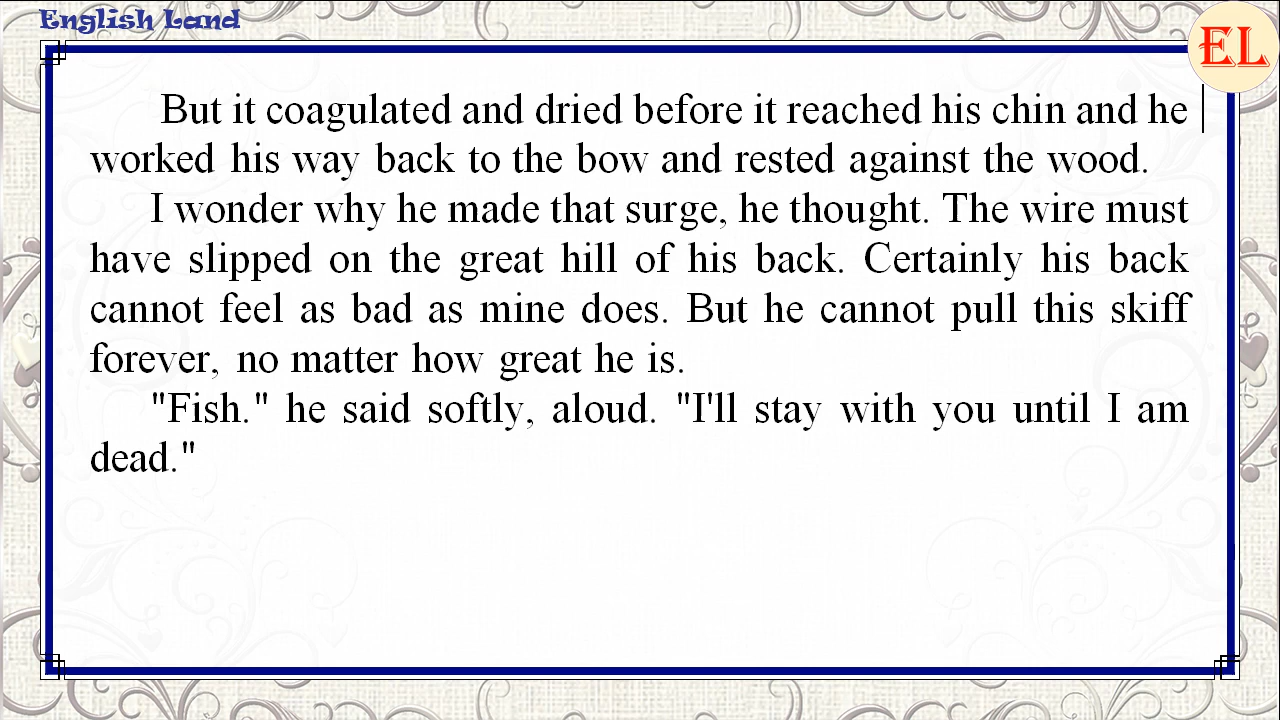 English Land
EL
But it coagulated and dried before it reached his chin and he
worked his way back to the bow and rested against the wood.
I wonder why he made that surge, he thought. The wire must
have slipped on the great hill of his back. Certainly his back
cannot feel as bad as mine does. But he cannot pull this skiff
forever, no matter how great he is.
"Fish." he said softly, aloud. "I'll stay with you until I am
dead."